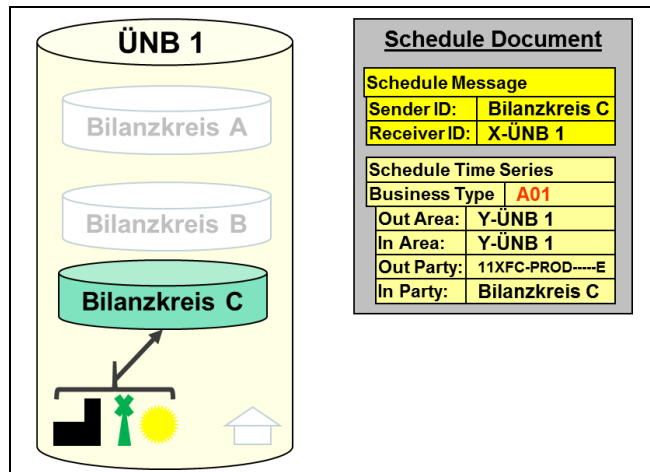 ÜNB 1
Bilanzkreis A
Bilanzkreis B
Bilanzkreis C
Schedule Document
Schedule Message
Sender ID: Bilanzkreis C
Receiver ID: X-ÜNB 1
Schedule Time Series
Business Type A01
Out Area: Y-ÜNB 1
In Area: Y-ÜNB 1
Out Party: 11XFC-PROD-----E
In Party: Bilanzkreis C